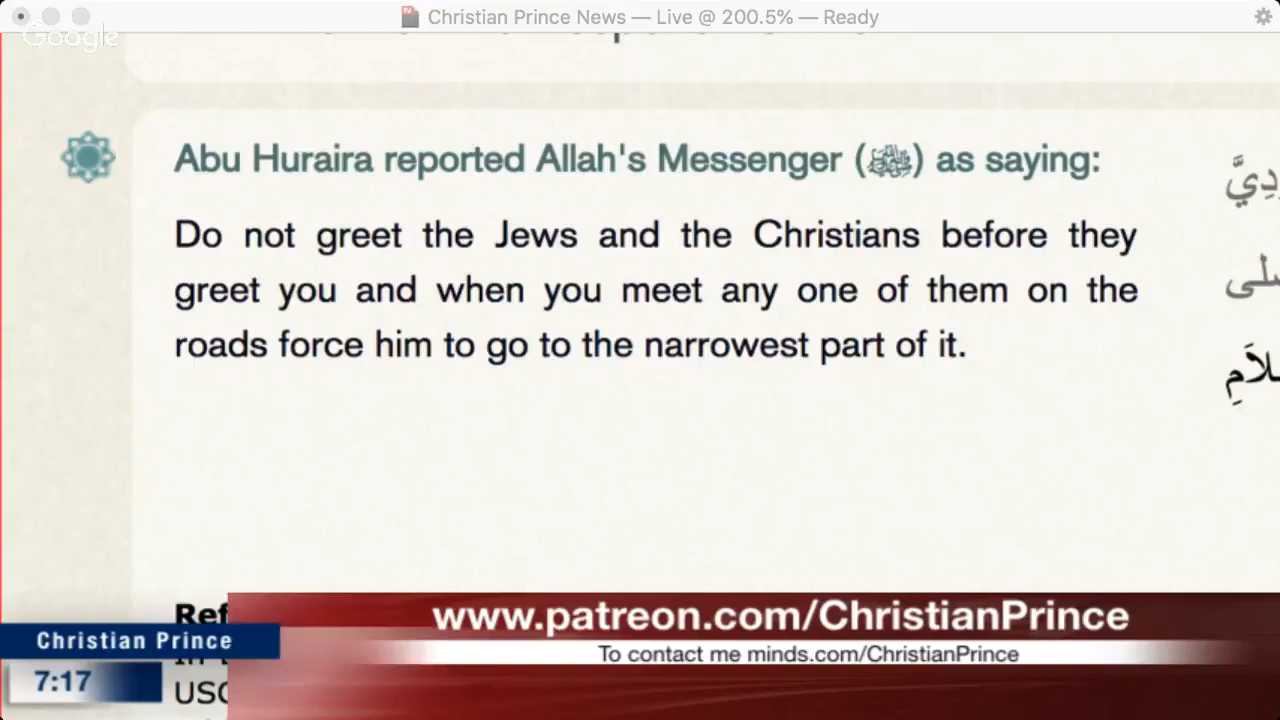 Christian Prince News — Live @ 200.5% — Ready
Google
Abu Huraira reported Allah's Messenger (ﷺ) as saying:
Do not greet the Jews and the Christians before they
greet you and when you meet any one of them on the
roads force him to go to the narrowest part of it.
صلى
www.patreon.com/ChristianPrince
Christian Prince
To contact me minds.com/ChristianPrince
7:17